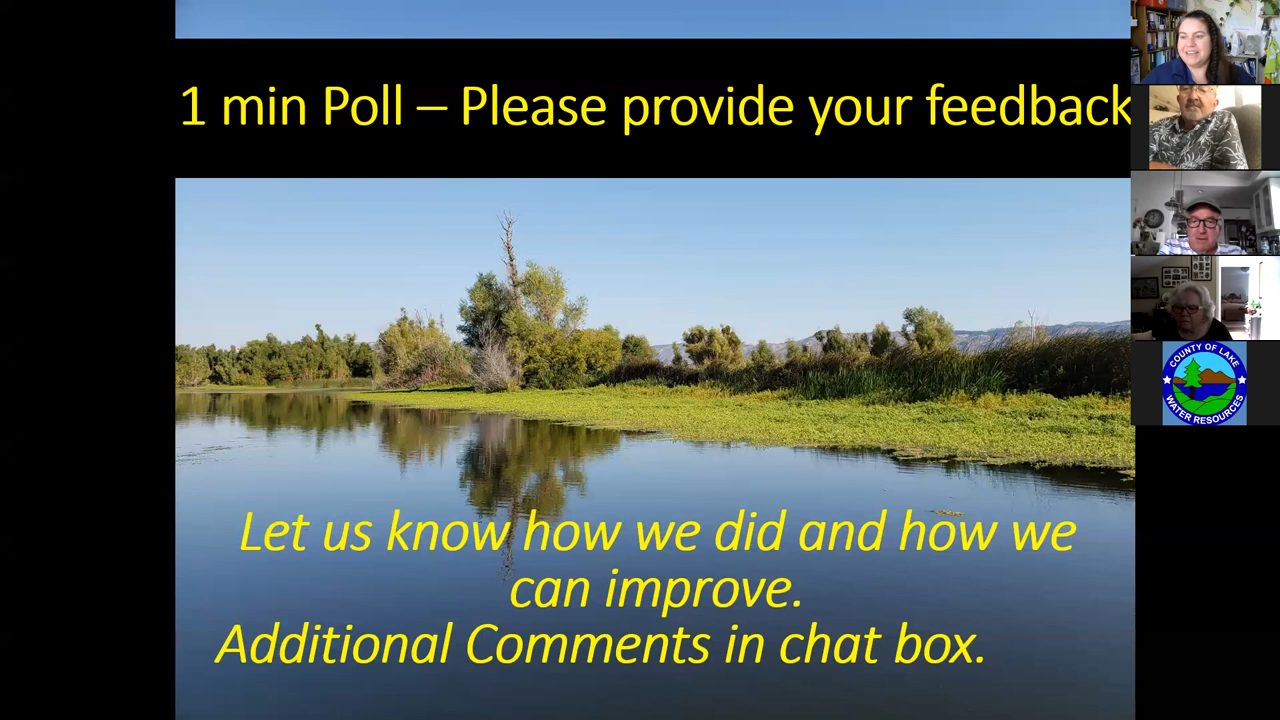 1 min Poll – Please provide your feedback
Let us know how we did and how we
can improve.
Additional Comments in chat box.
COUNTY OF LAKE
WATER RESOURCES